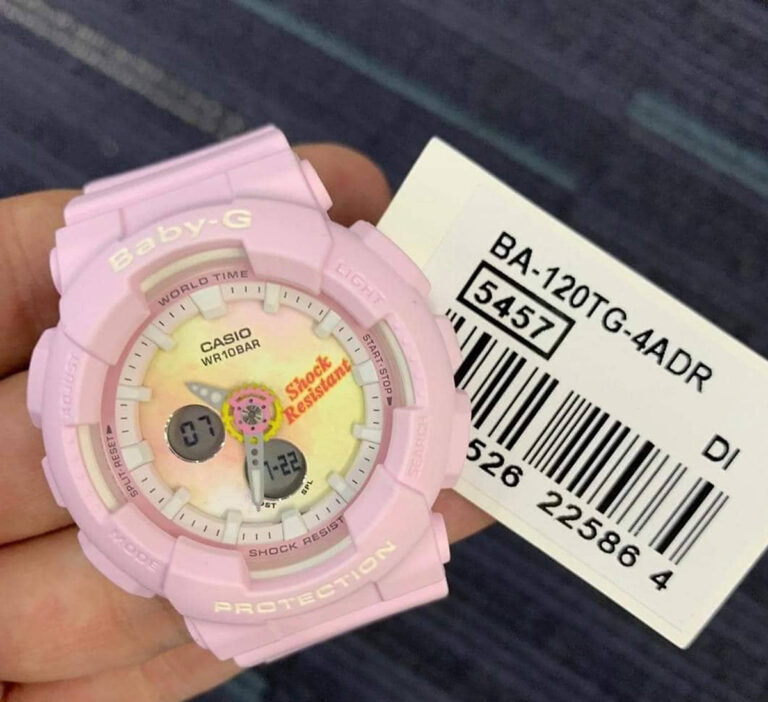 Baby-G
WORLD TIME
LIGHT
ADJUST
START·STOP
CASIO
WR10BAR
Shock
Resistant
07
1-22
SPL
SPLIT·RESET
SEARCH
MODE
SHOCK RESIST
PROTECTION
BA-120TG-4ADR
5457
DI
526 22586 4